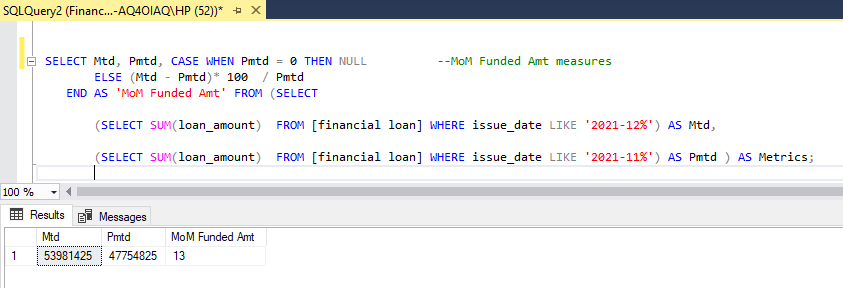 SQLQuery2 (Financ...-AQ4OIAQ\HP (52))*
SELECT Mtd, Pmtd, CASE WHEN Pmtd = 0 THEN NULL --MoM Funded Amt measures
ELSE (Mtd - Pmtd)* 100 / Pmtd
END AS 'MoM Funded Amt' FROM (SELECT
(SELECT SUM(loan_amount) FROM [financial loan] WHERE issue_date LIKE '2021-12%') AS Mtd,
(SELECT SUM(loan_amount) FROM [financial loan] WHERE issue_date LIKE '2021-11%') AS Pmtd ) AS Metrics;
100 %
Results Messages
Mtd Pmtd MoM Funded Amt
1 53981425 47754825 13